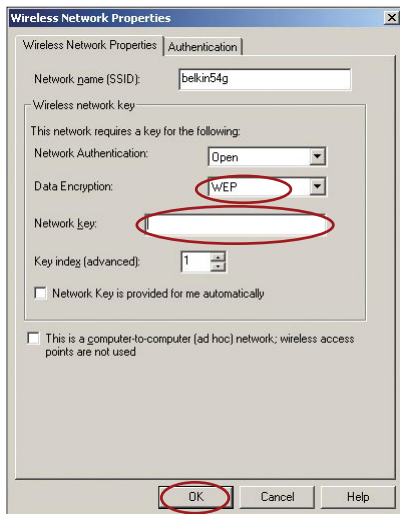 Wireless Network Properties
Wireless Network Properties Authentication
Network name (SSID): belkin54g
Wireless network key
This network requires a key for the following:
Network Authentication: Open
Data Encryption: WEP
Network key:
Key index (advanced): 1
Network Key is provided for me automatically
This is a computer-to-computer (ad hoc) network; wireless access
points are not used
OK Cancel Help